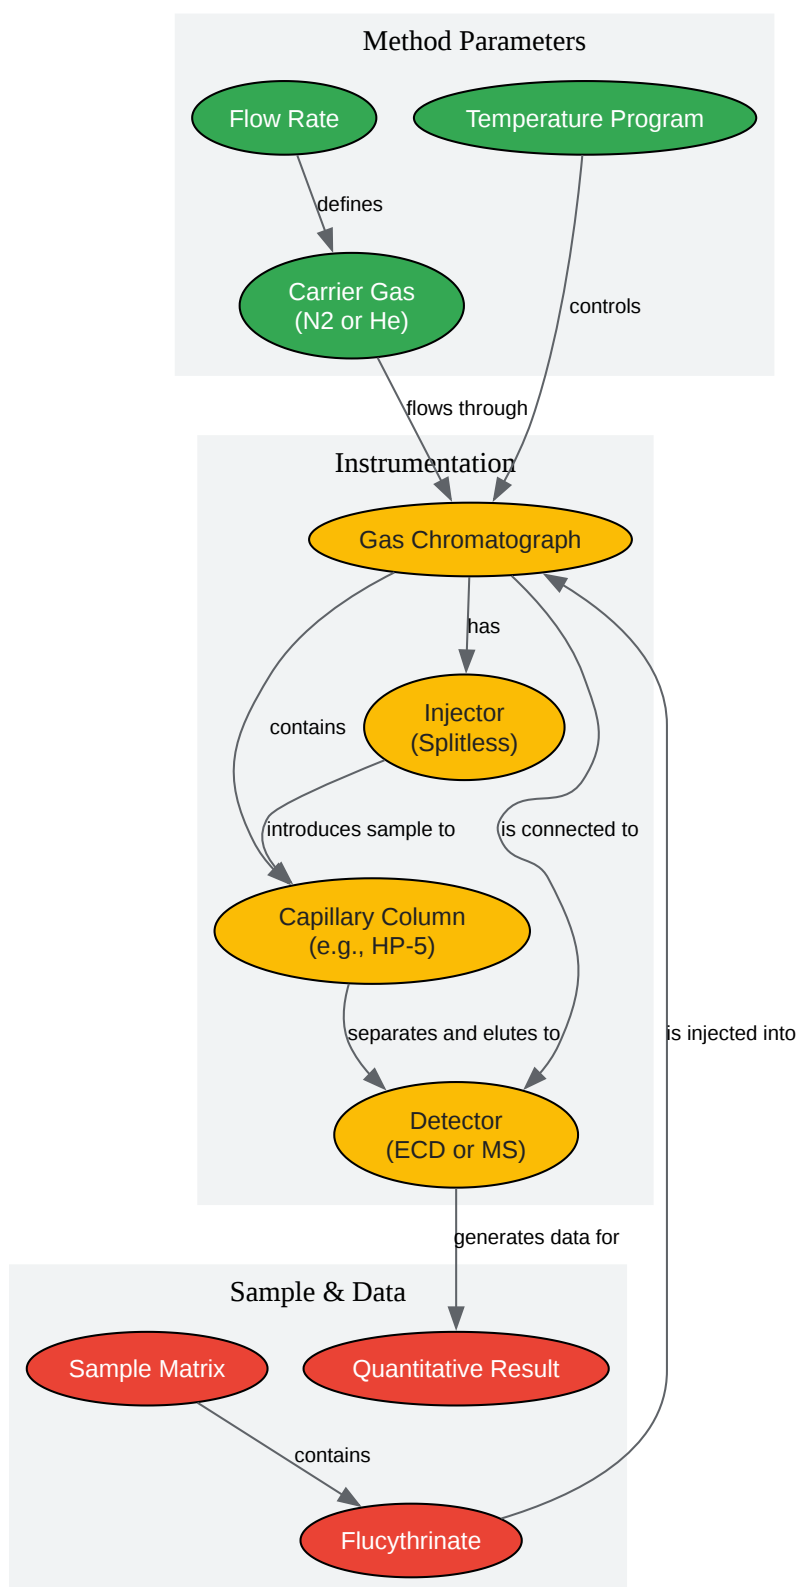 Method Parameters
Flow Rate
Temperature Program
defines
Carrier Gas
(N2 or He)
controls
flows through
Instrumentation
Gas Chromatograph
has
Injector
(Splitless)
contains
introduces sample to
is connected to
Capillary Column
(e.g., HP-5)
separates and elutes to
is injected into
Detector
(ECD or MS)
generates data for
Sample & Data
Sample Matrix
Quantitative Result
contains
Flucythrinate